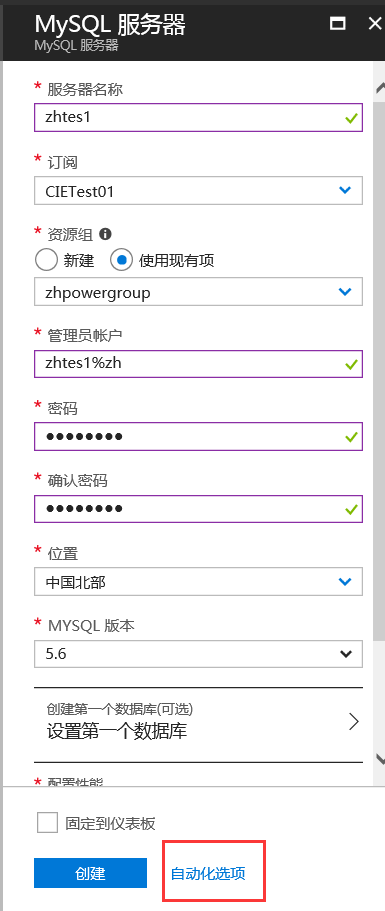 MySQL 服务器
MySQL 服务器
* 服务器名称
zhtes1
* 订阅
CIETest01
* 资源组
新建 使用现有项
zhpowergroup
* 管理员帐户
zhtes1%zh
* 密码
●●●●●●●●
* 确认密码
●●●●●●●●
* 位置
中国北部
* MYSQL 版本
5.6
创建第一个数据库(可选)
设置第一个数据库
* 配置性能
固定到仪表板
创建 自动化选项